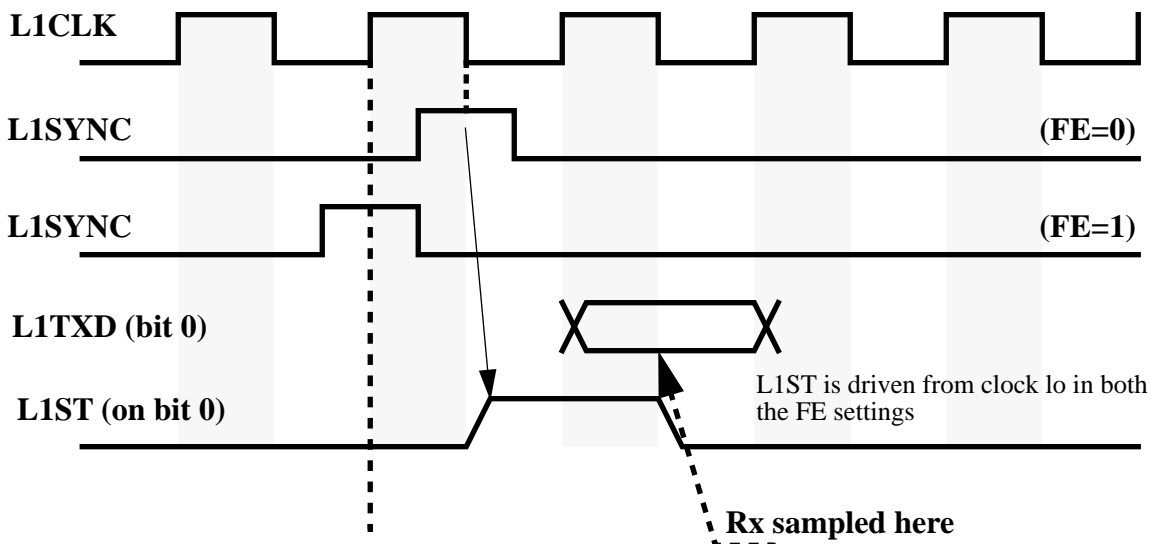 L1CLK
L1SYNC (FE=0)
L1SYNC (FE=1)
L1TXD (bit 0)
L1ST is driven from clock lo in both
the FE settings
L1ST (on bit 0)
Rx sampled here